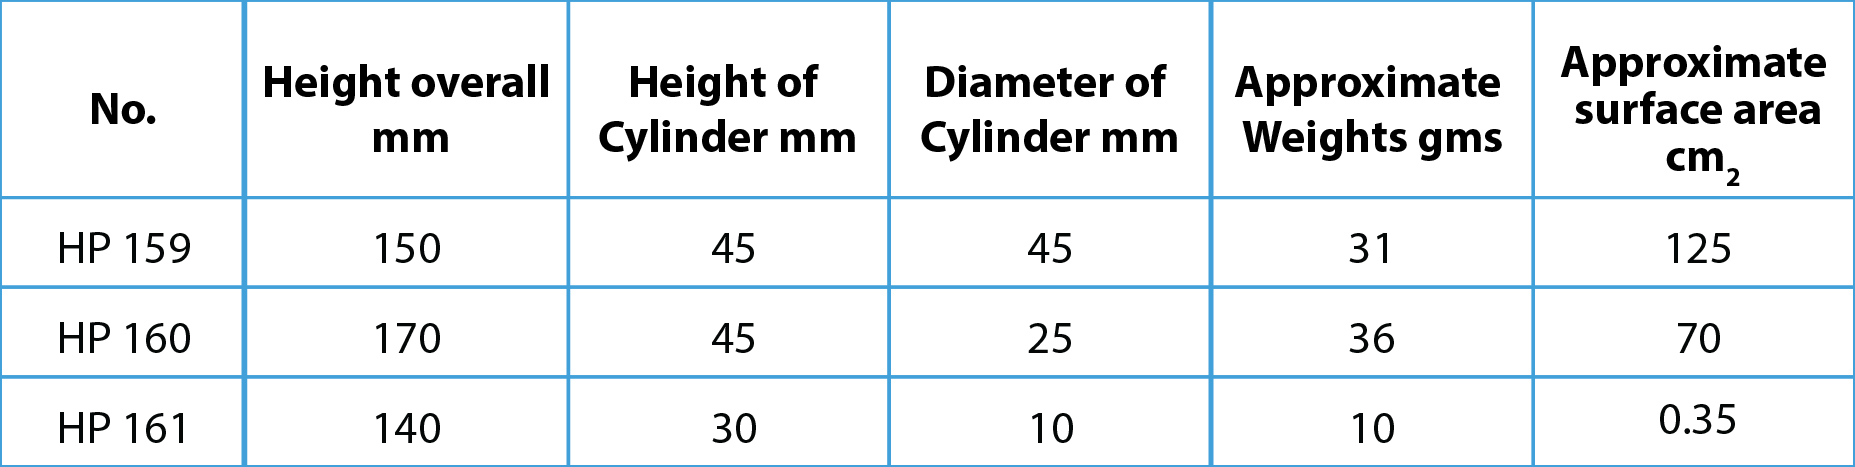 No. Height overall mm Height of Cylinder mm Diameter of Cylinder mm Approximate Weights gms Approximate surface area cm₂
HP 159 150 45 45 31 125
HP 160 170 45 25 36 70
HP 161 140 30 10 10 0.35